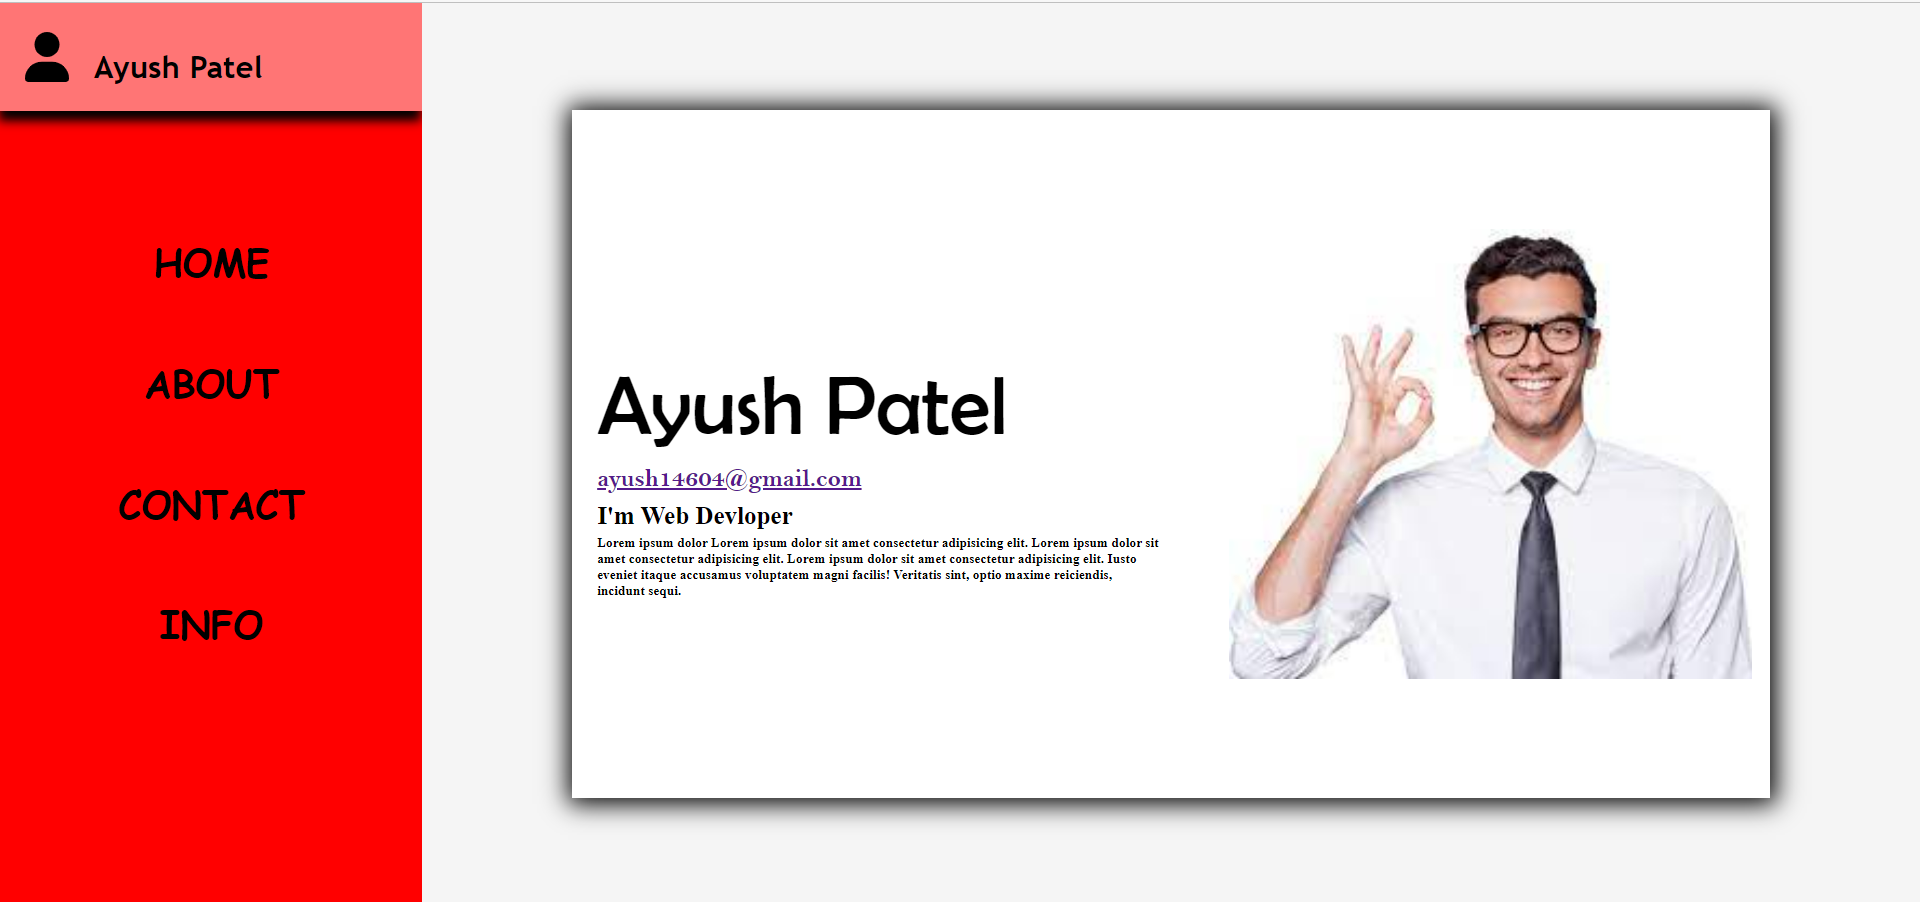 Ayush Patel
HOME
ABOUT
CONTACT
INFO
Ayush Patel
ayush14604@gmail.com
I'm Web Devloper
Lorem ipsum dolor Lorem ipsum dolor sit amet consectetur adipisicing elit. Lorem ipsum dolor sit
amet consectetur adipisicing elit. Lorem ipsum dolor sit amet consectetur adipisicing elit. Iusto
eveniet itaque accusamus voluptatem magni facilis! Veritatis sint, optio maxime reiciendis,
incidunt sequi.